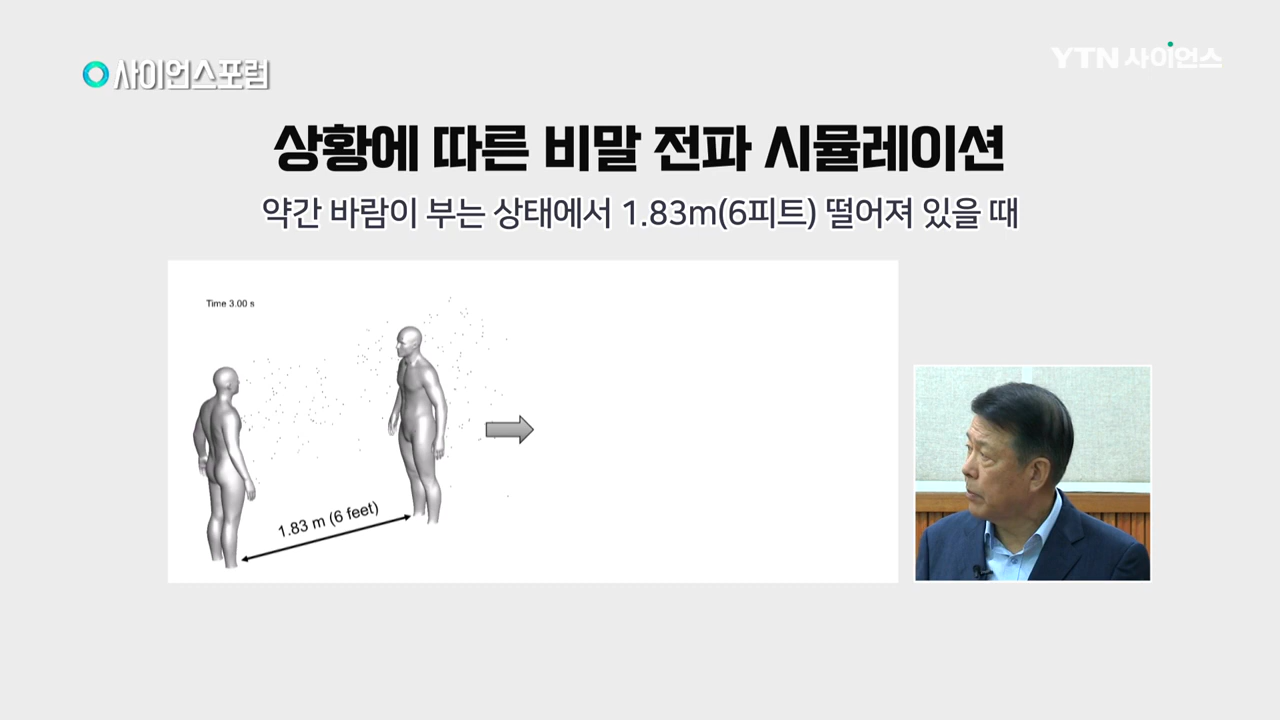 사이언스포럼
YTN 사이언스
상황에 따른 비말 전파 시뮬레이션
약간 바람이 부는 상태에서 1.83m(6피트) 떨어져 있을 때
Time 3.00 s
1.83 m (6 feet)